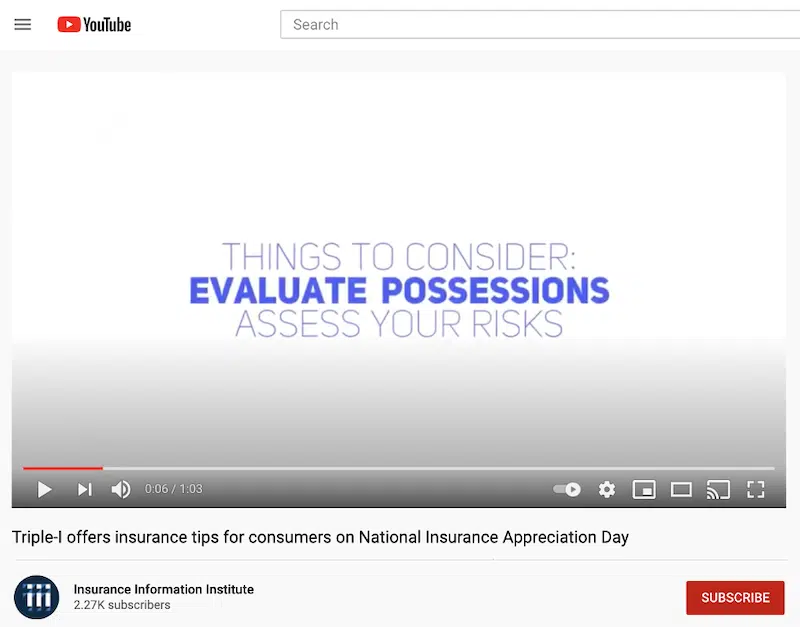 YouTube
Search
THINGS TO CONSIDER:
EVALUATE POSSESSIONS
ASSESS YOUR RISKS
0:06 / 1:03
Triple-I offers insurance tips for consumers on National Insurance Appreciation Day
iii
Insurance Information Institute
2.27K subscribers
SUBSCRIBE